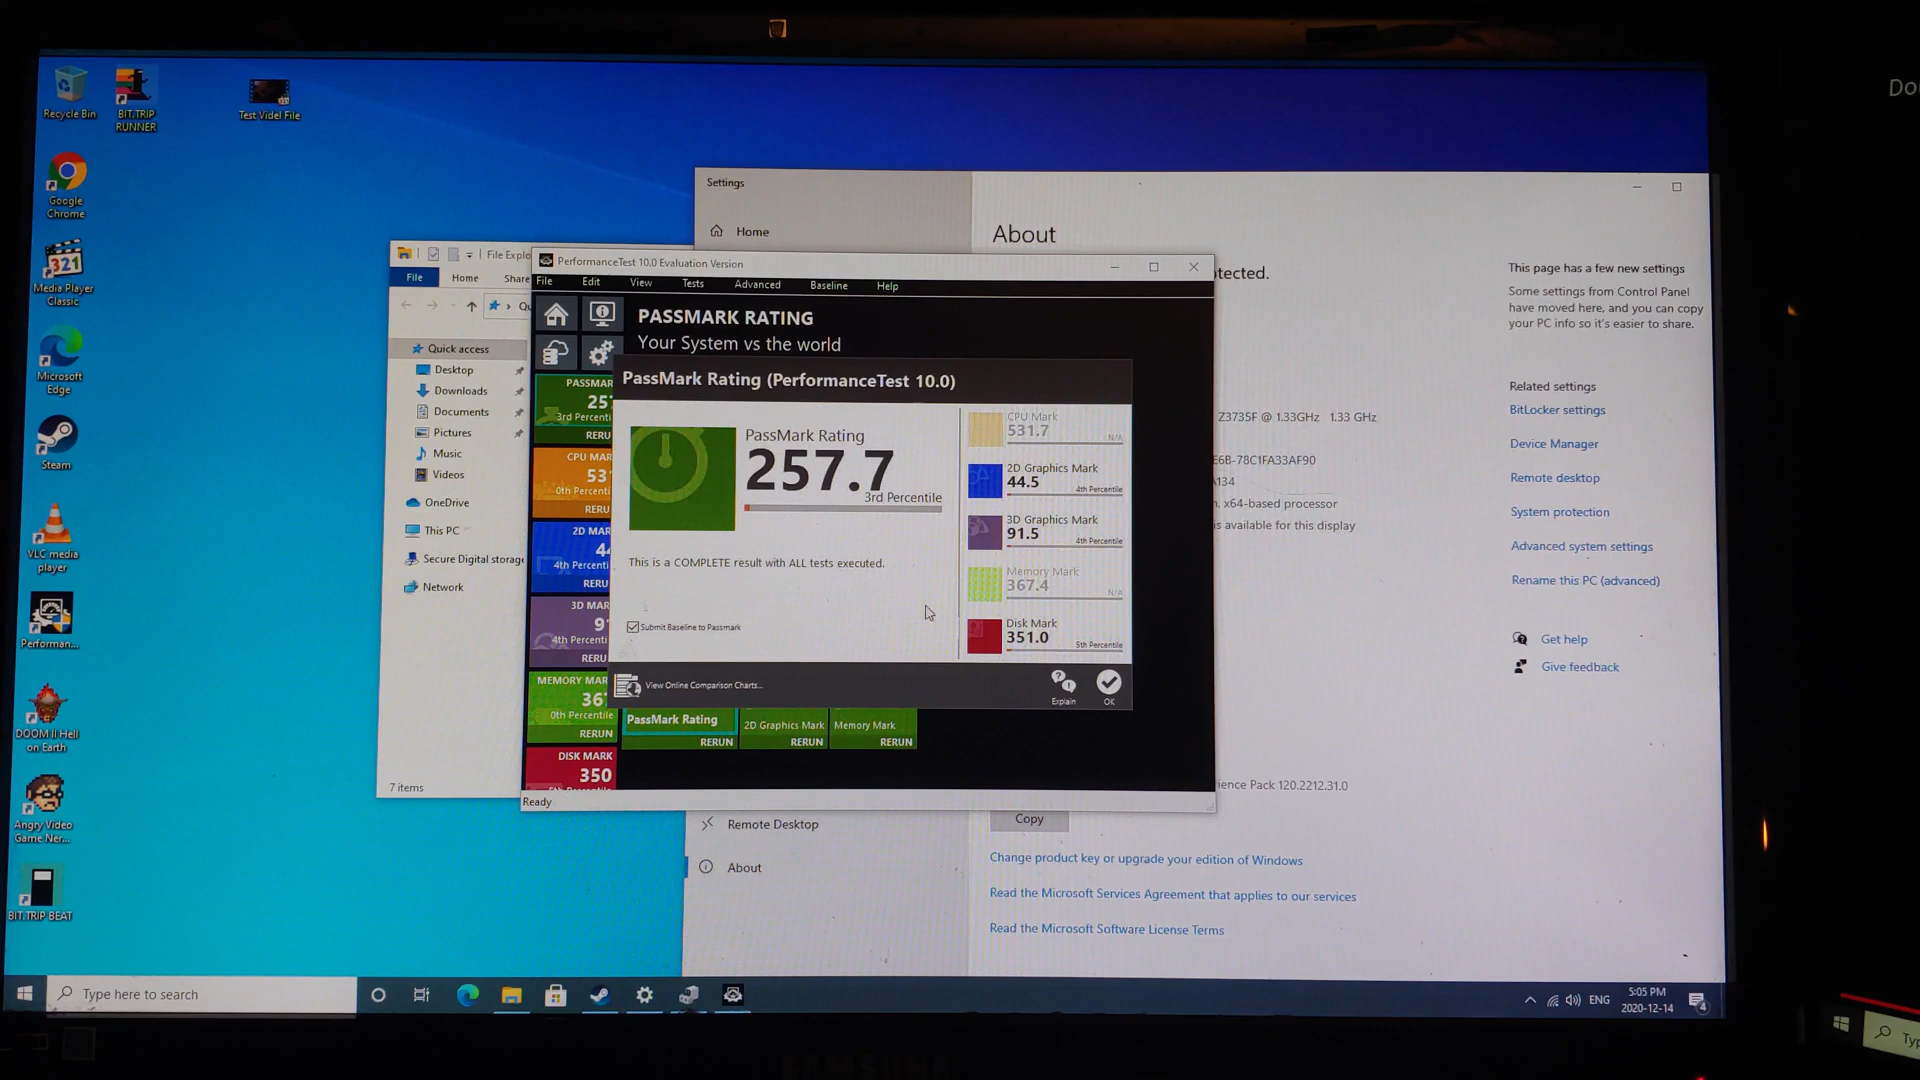 Recycle Bin
BIT.TRIP
RUNNER
Test Videl File
Google
Chrome
321
Media Player
Classic
Microsoft
Edge
Steam
VLC media
player
Performan...
DOOM II Hell
on Earth
Angry Video
Game Ner...
BIT.TRIP BEAT
File Explo
File
Home
Share
Quick access
Desktop
Downloads
Documents
Pictures
Music
Videos
OneDrive
This PC
Secure Digital storage
Network
7 items
Settings
Home
Remote Desktop
About
About
otected.
Z3735F @ 1.33GHz 1.33 GHz
E6B-78C1FA33AF90
A134
, x64-based processor
is available for this display
ience Pack 120.2212.31.0
Copy
Change product key or upgrade your edition of Windows
Read the Microsoft Services Agreement that applies to our services
Read the Microsoft Software License Terms
This page has a few new settings
Some settings from Control Panel
have moved here, and you can copy
your PC info so it's easier to share.
Related settings
BitLocker settings
Device Manager
Remote desktop
System protection
Advanced system settings
Rename this PC (advanced)
Get help
Give feedback
PerformanceTest 10.0 Evaluation Version
File Edit View Tests Advanced Baseline Help
PASSMARK RATING
Your System vs the world
PASSMAR
257
3rd Percenti
RERU
CPU MAR
531
0th Percenti
RERU
2D MAR
44
4th Percenti
RERU
3D MAR
91
4th Percenti
RERU
MEMORY MAR
367
0th Percentil
RERUN
DISK MARK
350
PassMark Rating (PerformanceTest 10.0)
PassMark Rating
257.7
3rd Percentile
This is a COMPLETE result with ALL tests executed.
Submit Baseline to Passmark
CPU Mark
531.7
N/A
2D Graphics Mark
44.5
4th Percentile
3D Graphics Mark
91.5
4th Percentile
Memory Mark
367.4
N/A
Disk Mark
351.0
5th Percentile
View Online Comparison Charts...
Explain
OK
PassMark Rating
RERUN
2D Graphics Mark
RERUN
Memory Mark
RERUN
Ready
Type here to search
ENG
5:05 PM
2020-12-14
4
SAMSUNG
Do
Typ